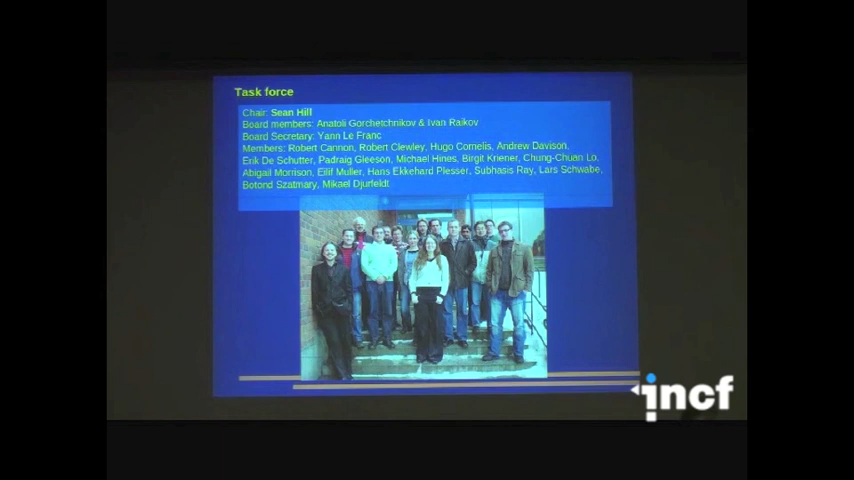 Task force
Chair: Sean Hill
Board members: Anatoli Gorchetchnikov & Ivan Raikov
Board Secretary: Yann Le Franc
Members: Robert Cannon, Robert Clewley, Hugo Cornelis, Andrew Davison,
Erik De Schutter, Padraig Gleeson, Michael Hines, Birgit Kriener, Chung-Chuan Lo,
Abigail Morrison, Eilif Muller, Hans Ekkehard Plesser, Subhasis Ray, Lars Schwabe,
Botond Szatmary, Mikael Djurfeldt
incf